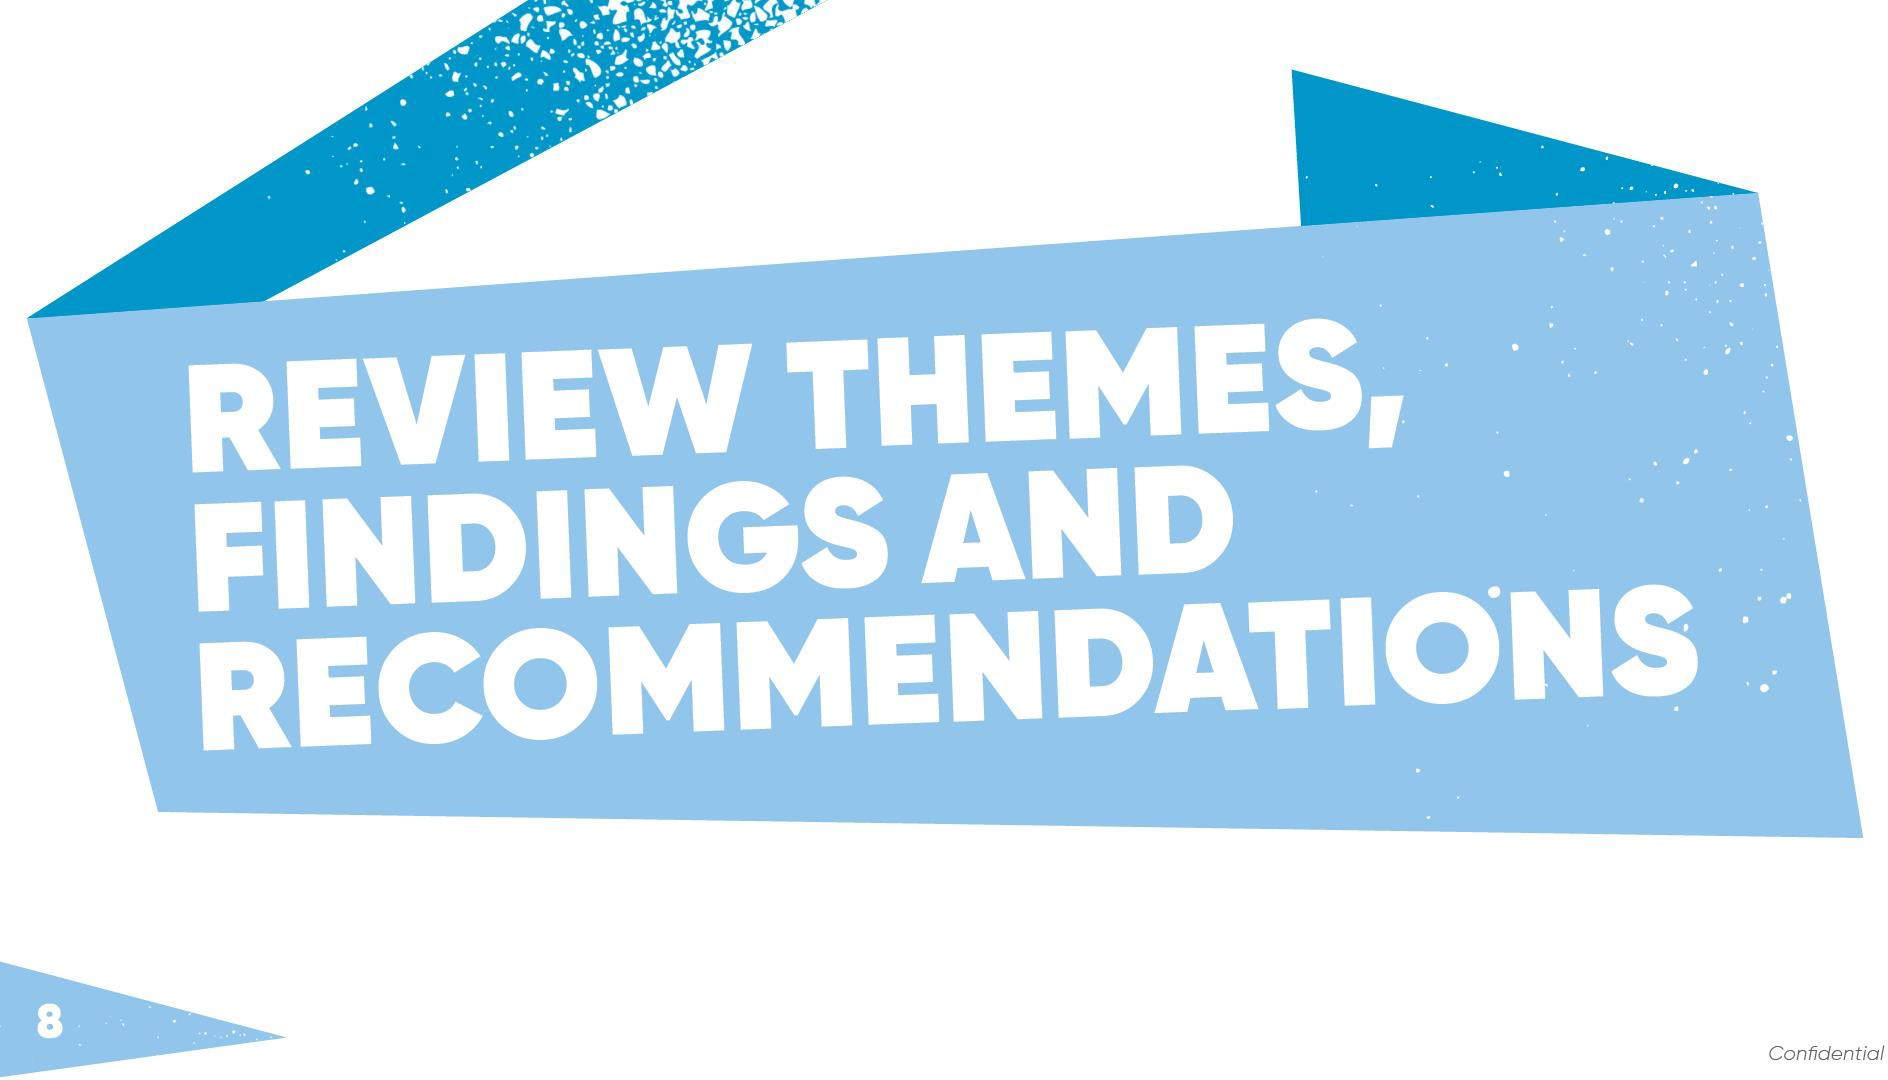 REVIEW THEMES,
FINDINGS AND
RECOMMENDATIONS
8
Confidential